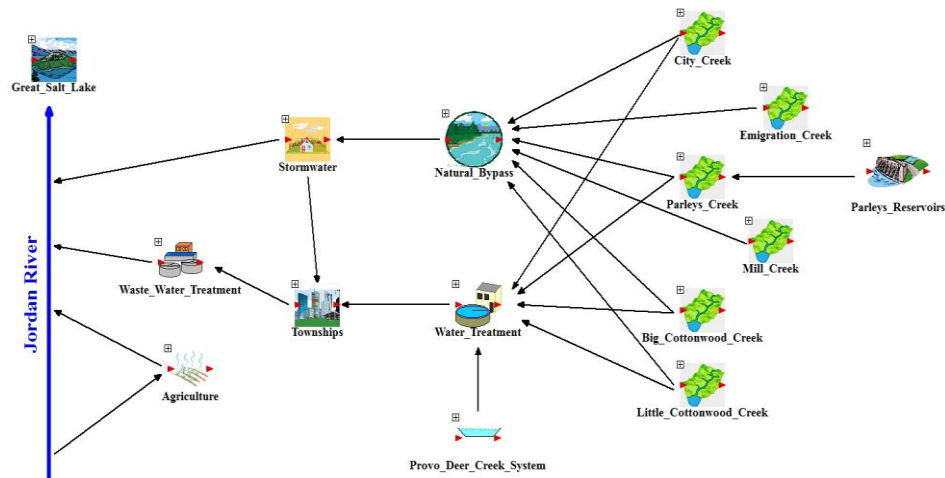 City_Creek
Great_Salt_Lake
Emigration_Creek
Stormwater
Natural_Bypass
Parleys_Creek
Parleys_Reservoirs
Mill_Creek
Waste_Water_Treatment
Jordan River
Townships
Water_Treatment
Big_Cottonwood_Creek
Agriculture
Little_Cottonwood_Creek
Provo_Deer_Creek_System